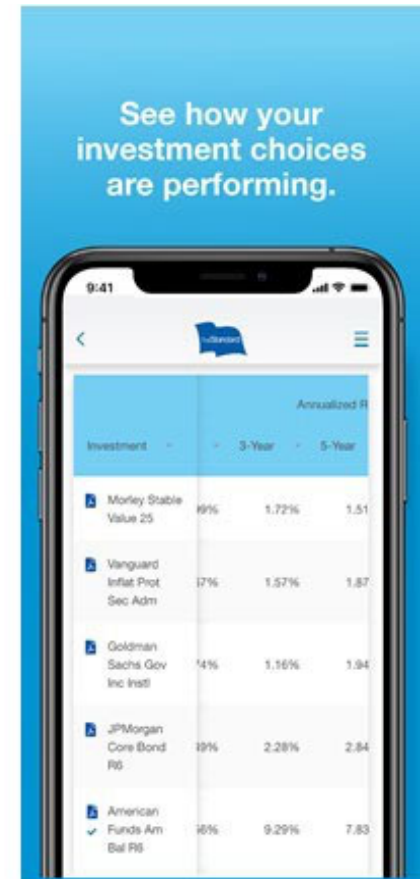 See how your
investment choices
are performing.
9:41
The Standard
Annualized R
Investment 3-Year 5-Year
Morley Stable
Value 25
99% 1.72% 1.51
Vanguard
Inflat Prot
Sec Adm
57% 1.57% 1.87
Goldman
Sachs Gov
Inc Instl
74% 1.16% 1.94
JPMorgan
Core Bond
R6
2.28% 2.84
American
Funds Am
Bal R6
56% 9.29% 7.83